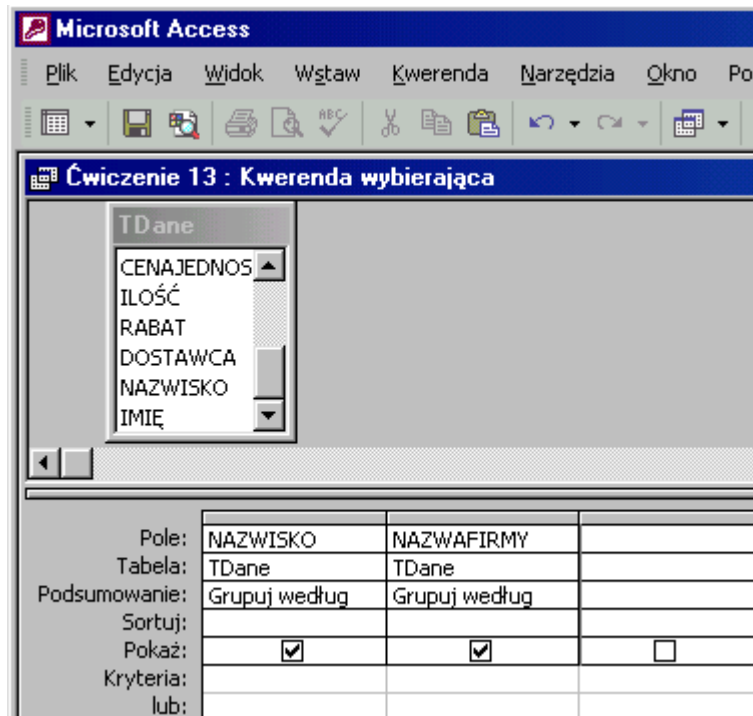 Microsoft Access
Plik Edycja Widok Wstaw Kwerenda Narzędzia Okno Po
ABC
Ćwiczenie 13 : Kwerenda wybierająca
TDane
CENAJEDNOS
ILOŚĆ
RABAT
DOSTAWCA
NAZWISKO
IMIĘ
Pole: NAZWISKO NAZWAFIRMY
Tabela: TDane TDane
Podsumowanie: Grupuj według Grupuj według
Sortuj:
Pokaż:
Kryteria:
lub: